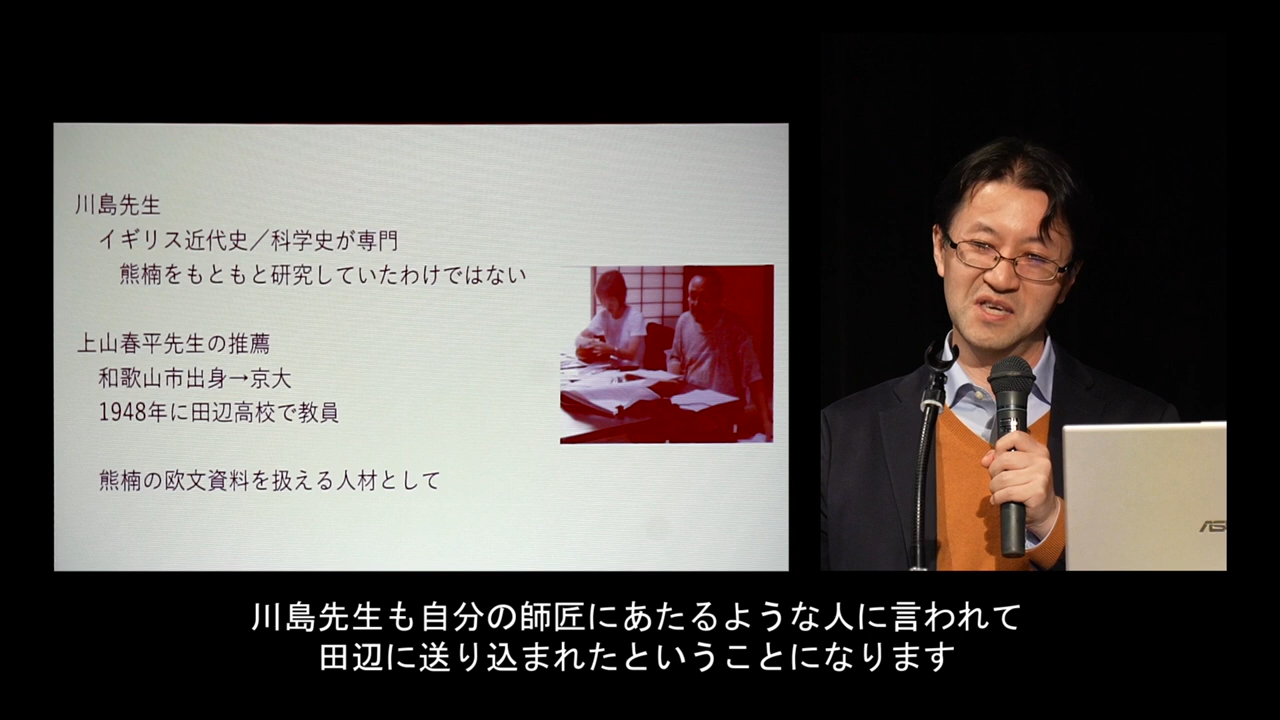 川島先生
イギリス近代史／科学史が専門
熊楠をもともと研究していたわけではない
上山春平先生の推薦
和歌山市出身→京大
1948年に田辺高校で教員
熊楠の欧文資料を扱える人材として
川島先生も自分の師匠にあたるような人に言われて
田辺に送り込まれたということになります